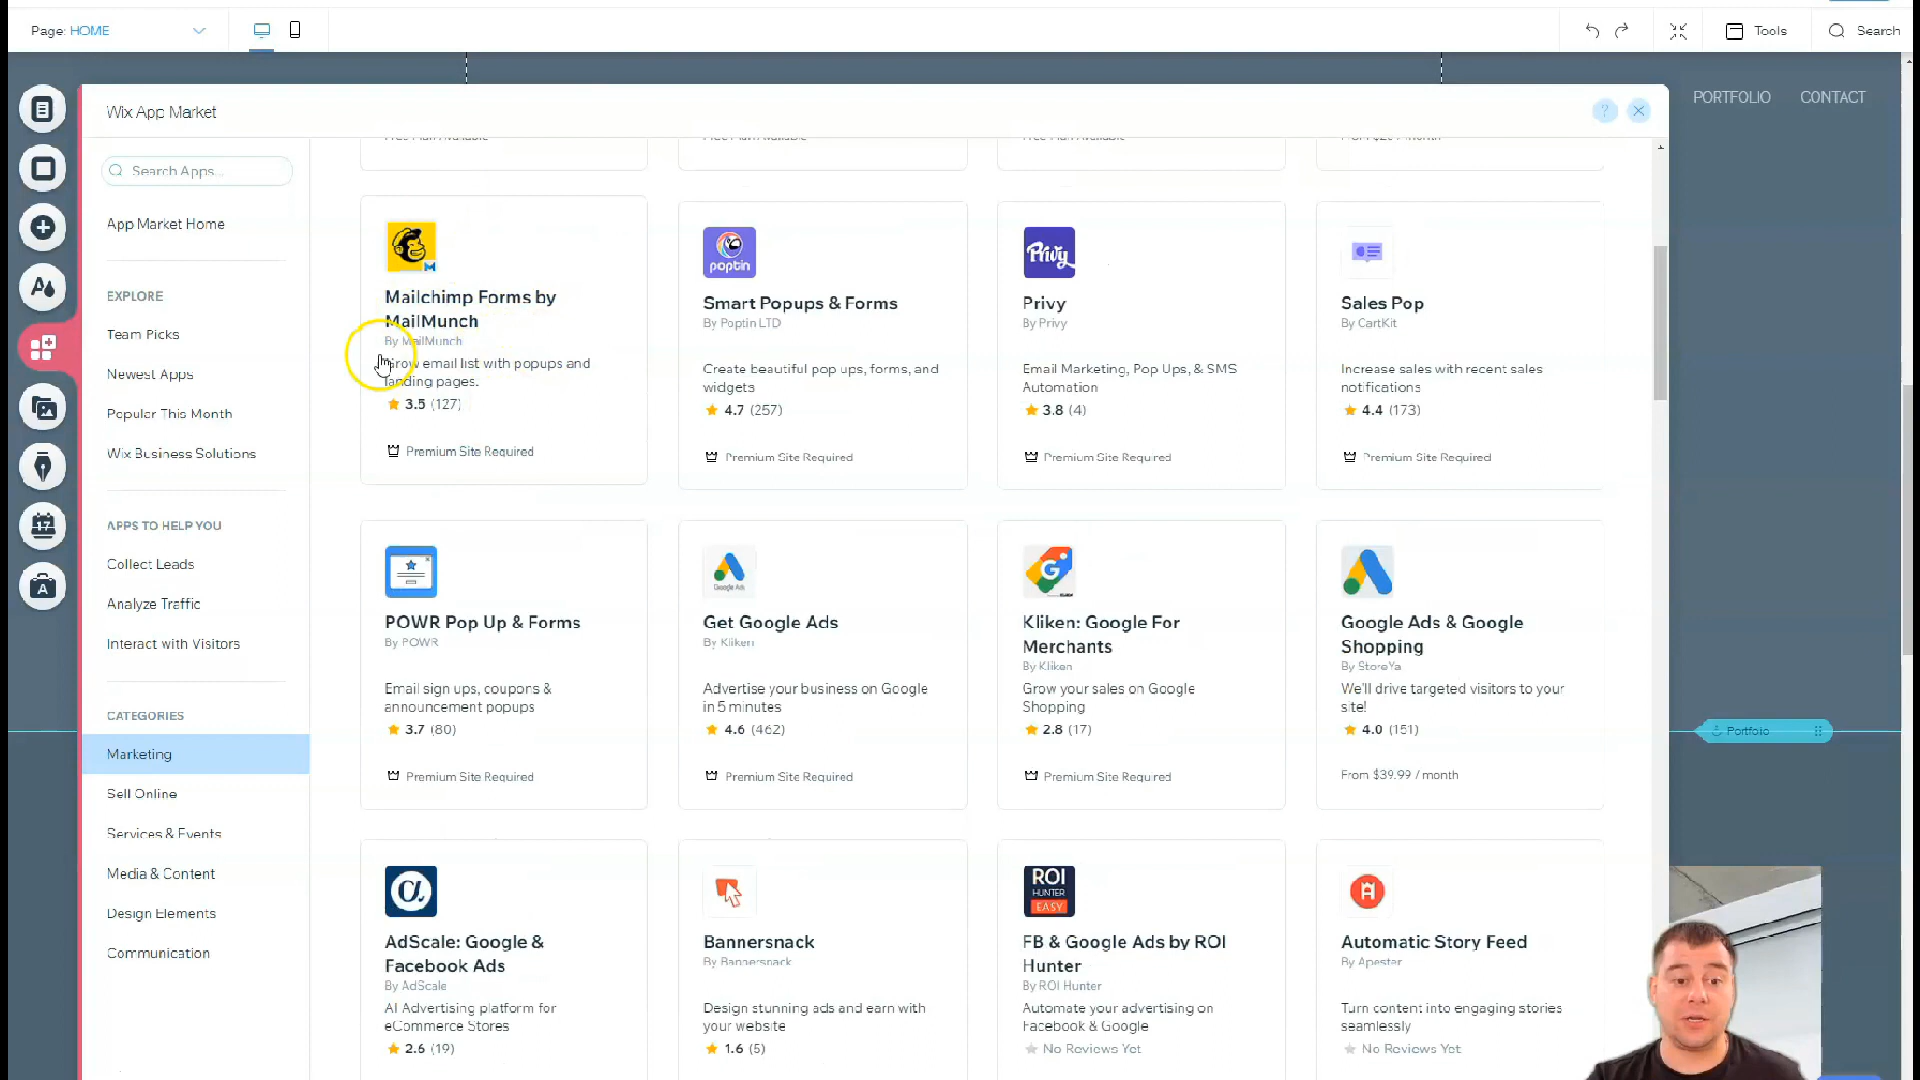 Page: HOME
Tools
Search
PORTFOLIO
CONTACT
Wix App Market
?
Search Apps...
App Market Home
EXPLORE
Team Picks
Newest Apps
Popular This Month
Wix Business Solutions
APPS TO HELP YOU
Collect Leads
Analyze Traffic
Interact with Visitors
CATEGORIES
Marketing
Sell Online
Services & Events
Media & Content
Design Elements
Communication
17
A
Mailchimp Forms by
MailMunch
By MailMunch
Grow email list with popups and
landing pages.
3.5 (127)
Premium Site Required
poptin
Smart Popups & Forms
By Poptin LTD
Create beautiful pop ups, forms, and
widgets
4.7 (257)
Premium Site Required
Privy
Privy
By Privy
Email Marketing, Pop Ups, & SMS
Automation
3.8 (4)
Premium Site Required
Sales Pop
By CartKit
Increase sales with recent sales
notifications
4.4 (173)
Premium Site Required
POWR Pop Up & Forms
By POWR
Email sign ups, coupons &
announcement popups
3.7 (80)
Premium Site Required
Google Ads
Get Google Ads
By Kliken
Advertise your business on Google
in 5 minutes
4.6 (462)
Premium Site Required
G
Kliken: Google For
Merchants
By Kliken
Grow your sales on Google
Shopping
2.8 (17)
Premium Site Required
Google Ads & Google
Shopping
By StoreYa
We'll drive targeted visitors to your
site!
4.0 (151)
From $39.99 / month
Portfolio
AdScale: Google &
Facebook Ads
By AdScale
AI Advertising platform for
eCommerce Stores
2.6 (19)
Bannersnack
By Bannersnack
Design stunning ads and earn with
your website
1.6 (5)
ROI
HUNTER
EASY
FB & Google Ads by ROI
Hunter
By ROI Hunter
Automate your advertising on
Facebook & Google
No Reviews Yet
Automatic Story Feed
By Apester
Turn content into engaging stories
seamlessly
No Reviews Yet